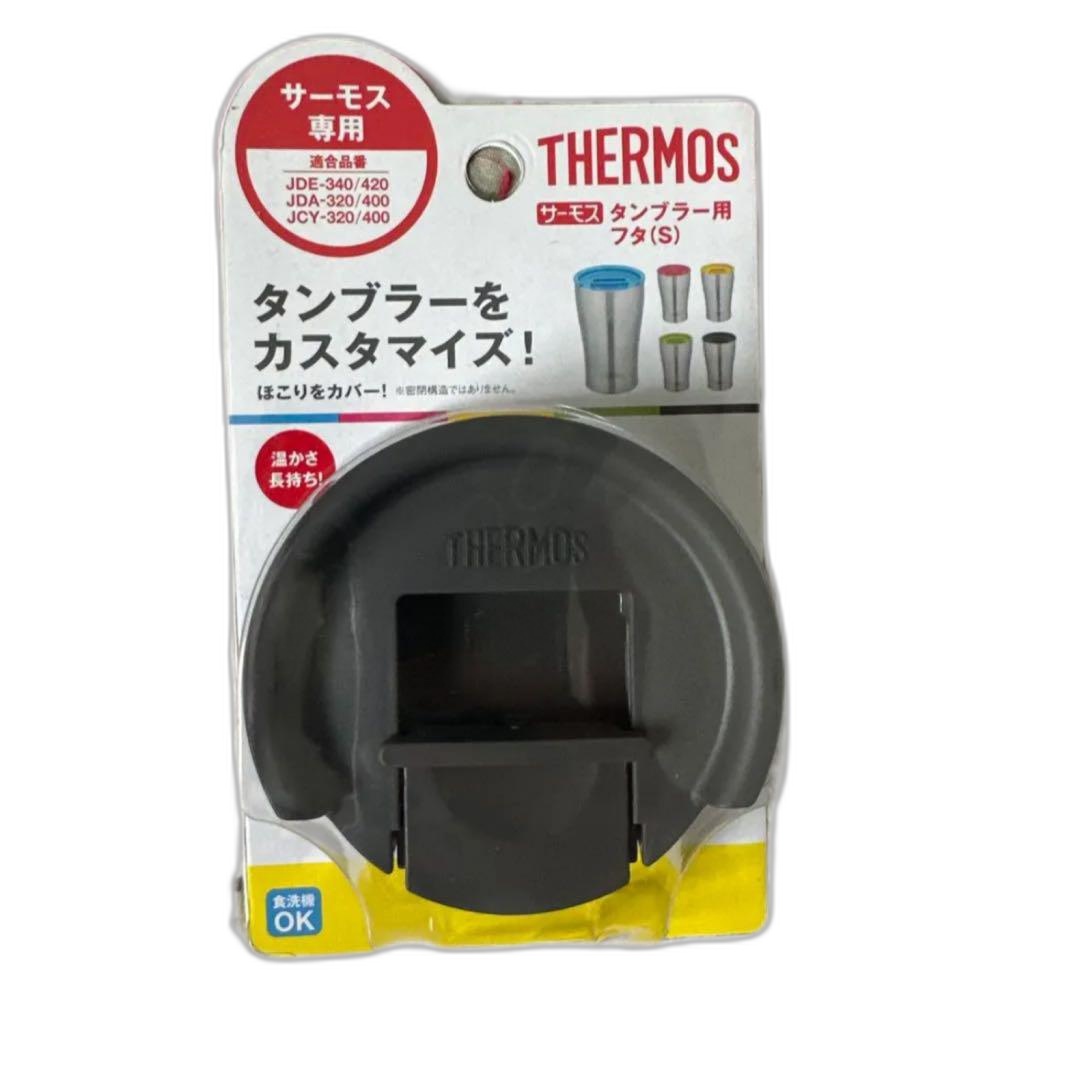 サーモス
専用
適合品番
JDE-340/420
JDA-320/400
JCY-320/400
THERMOS
サーモス タンブラー用
フタ(S)
タンブラーを
カスタマイズ!
ほこりをカバー! ※密閉構造ではありません。
温かさ
長持ち!
THERMOS
食洗機
OK